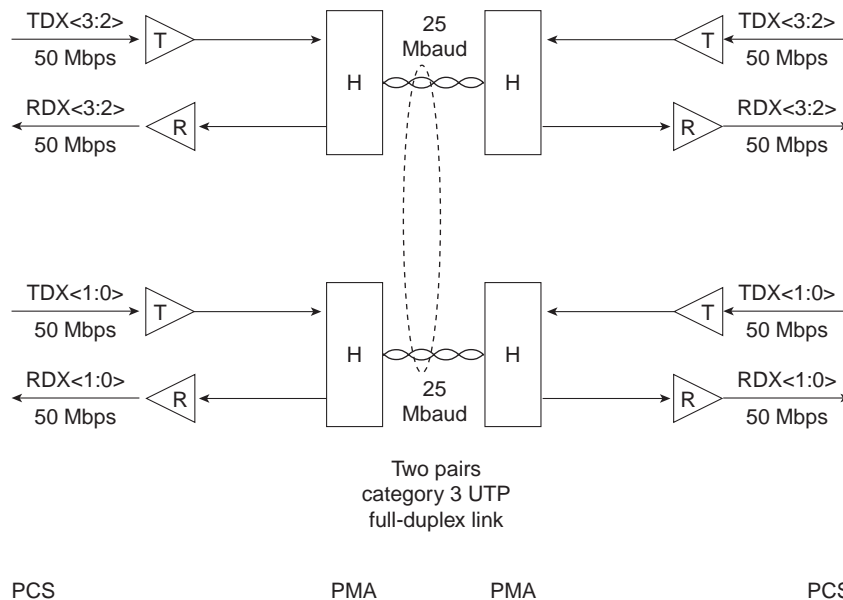 TDX<3:2>
50 Mbps
T
25
Mbaud
T
TDX<3:2>
50 Mbps
H
H
RDX<3:2>
50 Mbps
R
R
RDX<3:2>
50 Mbps
TDX<1:0>
50 Mbps
T
T
TDX<1:0>
50 Mbps
H
H
RDX<1:0>
50 Mbps
R
25
Mbaud
R
RDX<1:0>
50 Mbps
Two pairs
category 3 UTP
full-duplex link
PCS
PMA
PMA
PCS